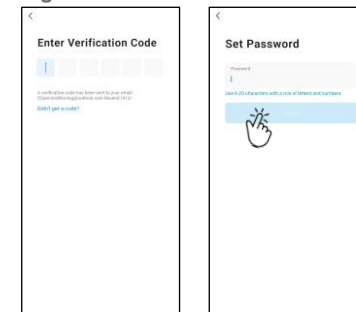 Enter Verification Code
A verification code has been sent to your email
Didn't get a code?
Set Password
Password
Use 6-20 characters with a mix of letters and numbers